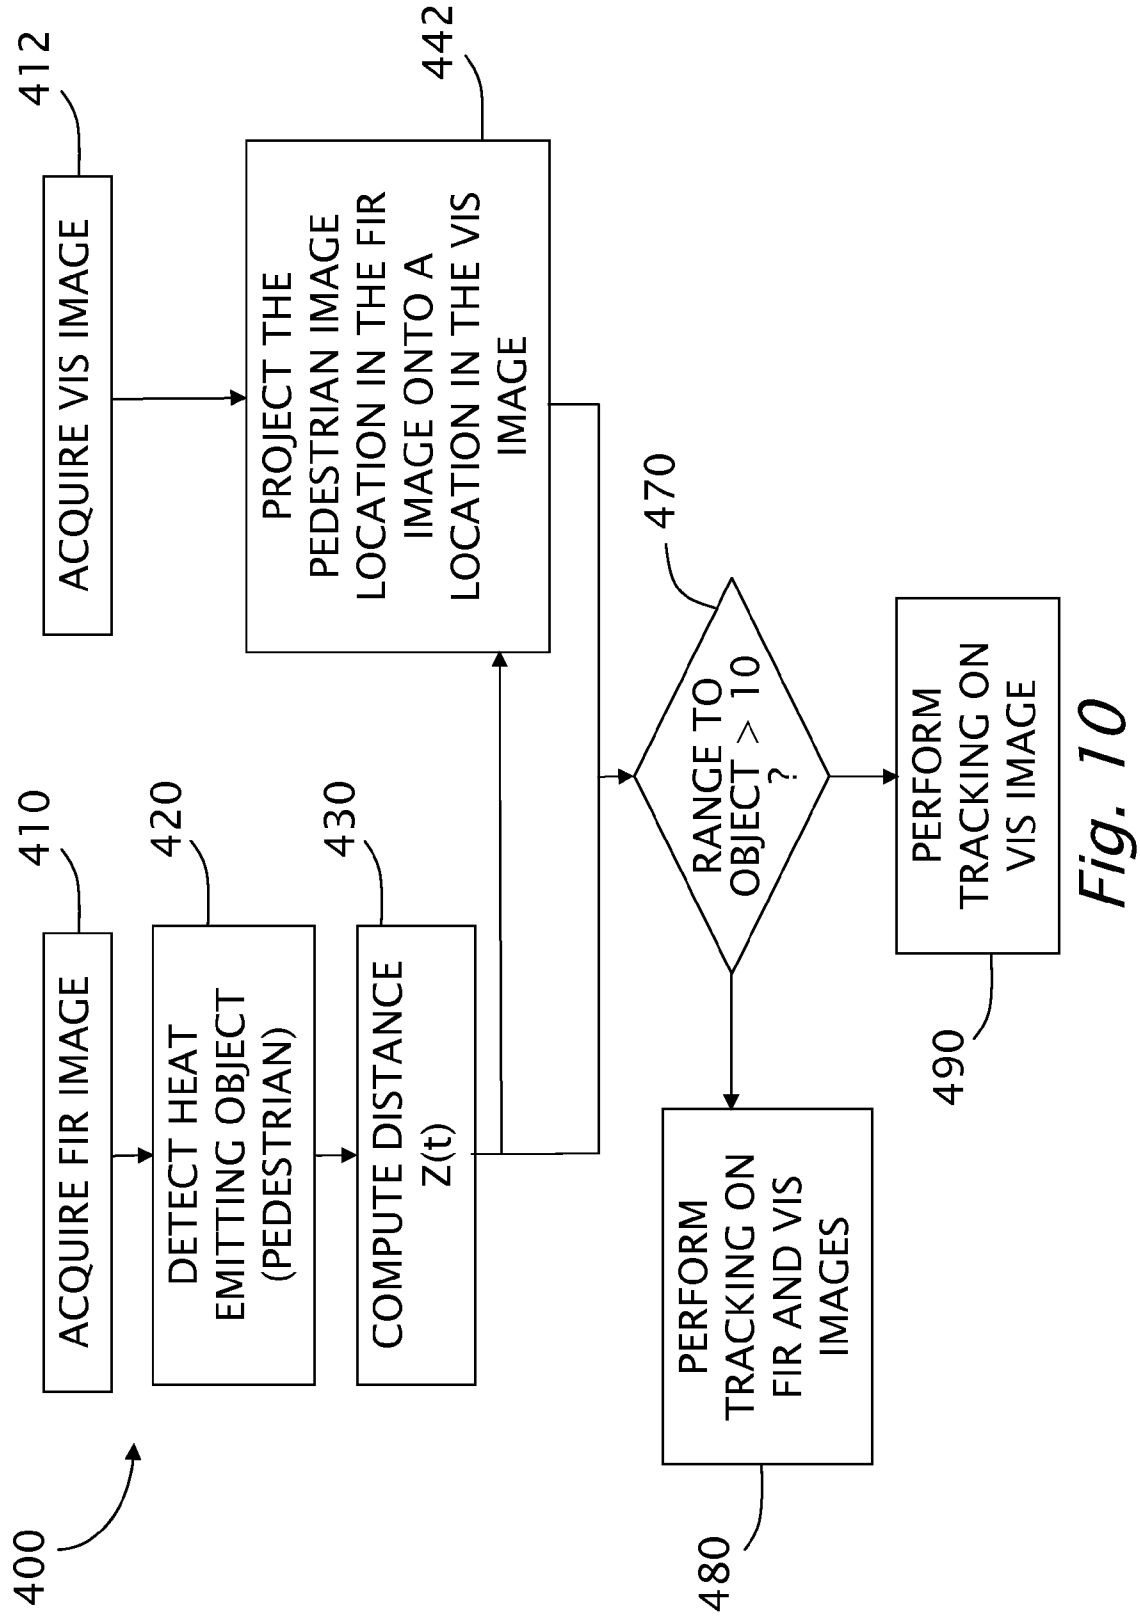 400
410
ACQUIRE FIR IMAGE
412
ACQUIRE VIS IMAGE
420
DETECT HEAT
EMITTING OBJECT
(PEDESTRIAN)
430
COMPUTE DISTANCE
Z(t)
442
PROJECT THE
PEDESTRIAN IMAGE
LOCATION IN THE FIR
IMAGE ONTO A
LOCATION IN THE VIS
IMAGE
470
RANGE TO
OBJECT > 10
?
480
PERFORM
TRACKING ON
FIR AND VIS
IMAGES
490
PERFORM
TRACKING ON
VIS IMAGE
Fig. 10